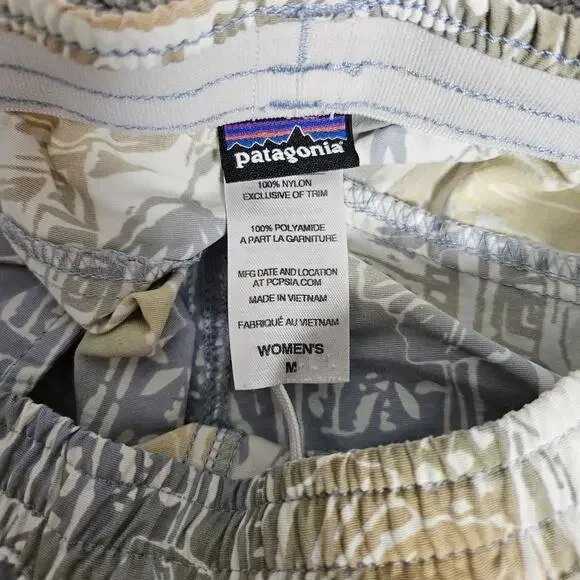 patagonia
100% NYLON
EXCLUSIVE OF TRIM
100% POLYAMIDE
A PART LA GARNITURE
MFG DATE AND LOCATION
AT PCPSIA.COM
MADE IN VIETNAM
FABRIQUÉ AU VIETNAM
WOMEN'S
M